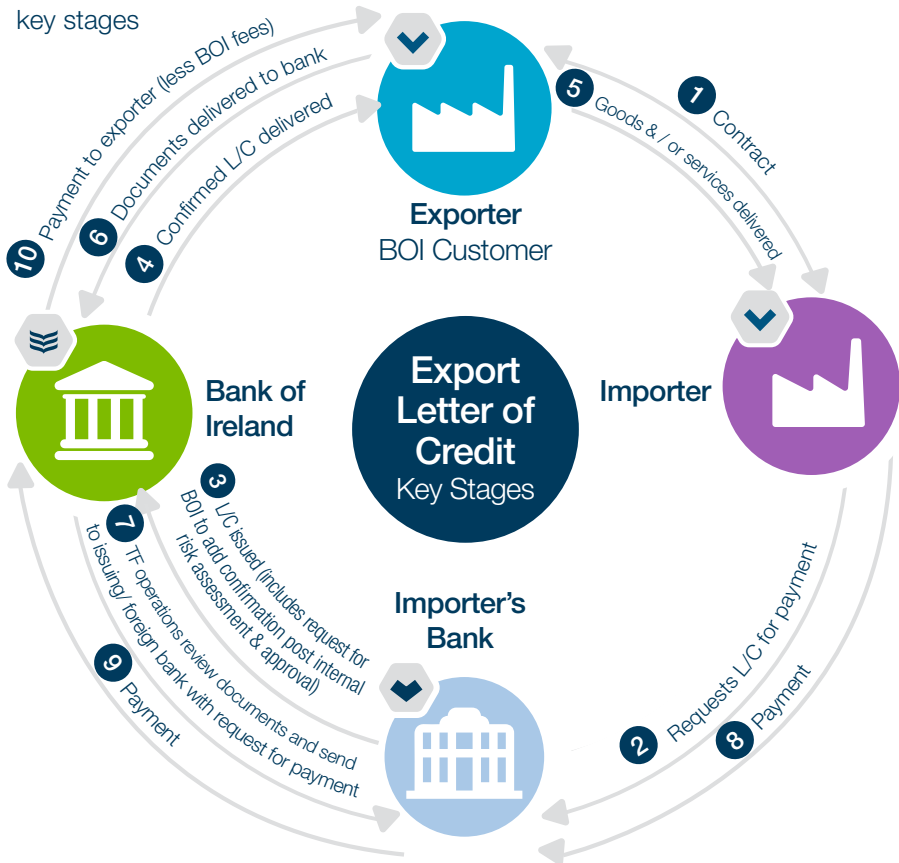 key stages
Exporter
BOI Customer
Importer
Bank of
Ireland
Export
Letter of
Credit
Key Stages
Importer's
Bank
1 Contract
2 Requests L/C for payment
3 L/C issued (includes request for
BOI to add confirmation post internal
risk assessment & approval)
4 Confirmed L/C delivered
5 Goods & / or services delivered
6 Documents delivered to bank
7 TF operations review documents and send
to issuing/ foreign bank with request for payment
8 Payment
9 Payment
10 Payment to exporter (less BOI fees)